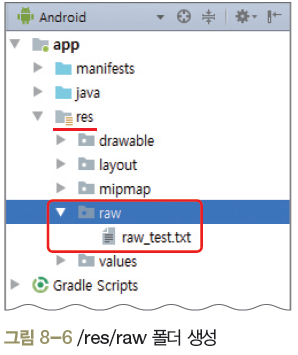 Android
app
manifests
java
res
drawable
layout
mipmap
raw
raw_test.txt
values
Gradle Scripts
그림 8-6 /res/raw 폴더 생성